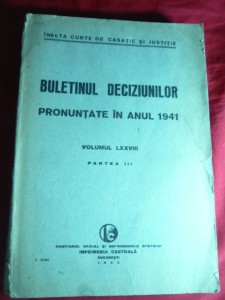 ÎNALTA CURTE DE CASAȚIE ȘI JUSTIȚIE
BULETINUL DECIZIUNILOR
PRONUNȚATE ÎN ANUL 1941
VOLUMUL LXXVIII
PARTEA III
MONITORUL OFICIAL ȘI IMPRIMERIILE STATULUI
IMPRIMERIA CENTRALĂ
BUCUREȘTI